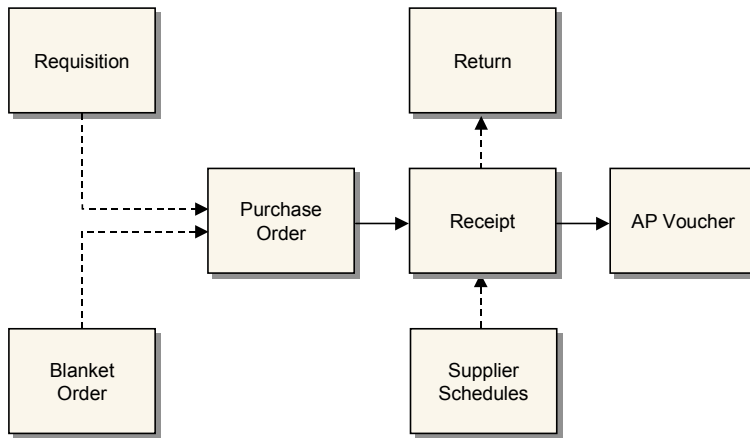 Requisition
Return
Purchase
Order
Receipt
AP Voucher
Blanket
Order
Supplier
Schedules